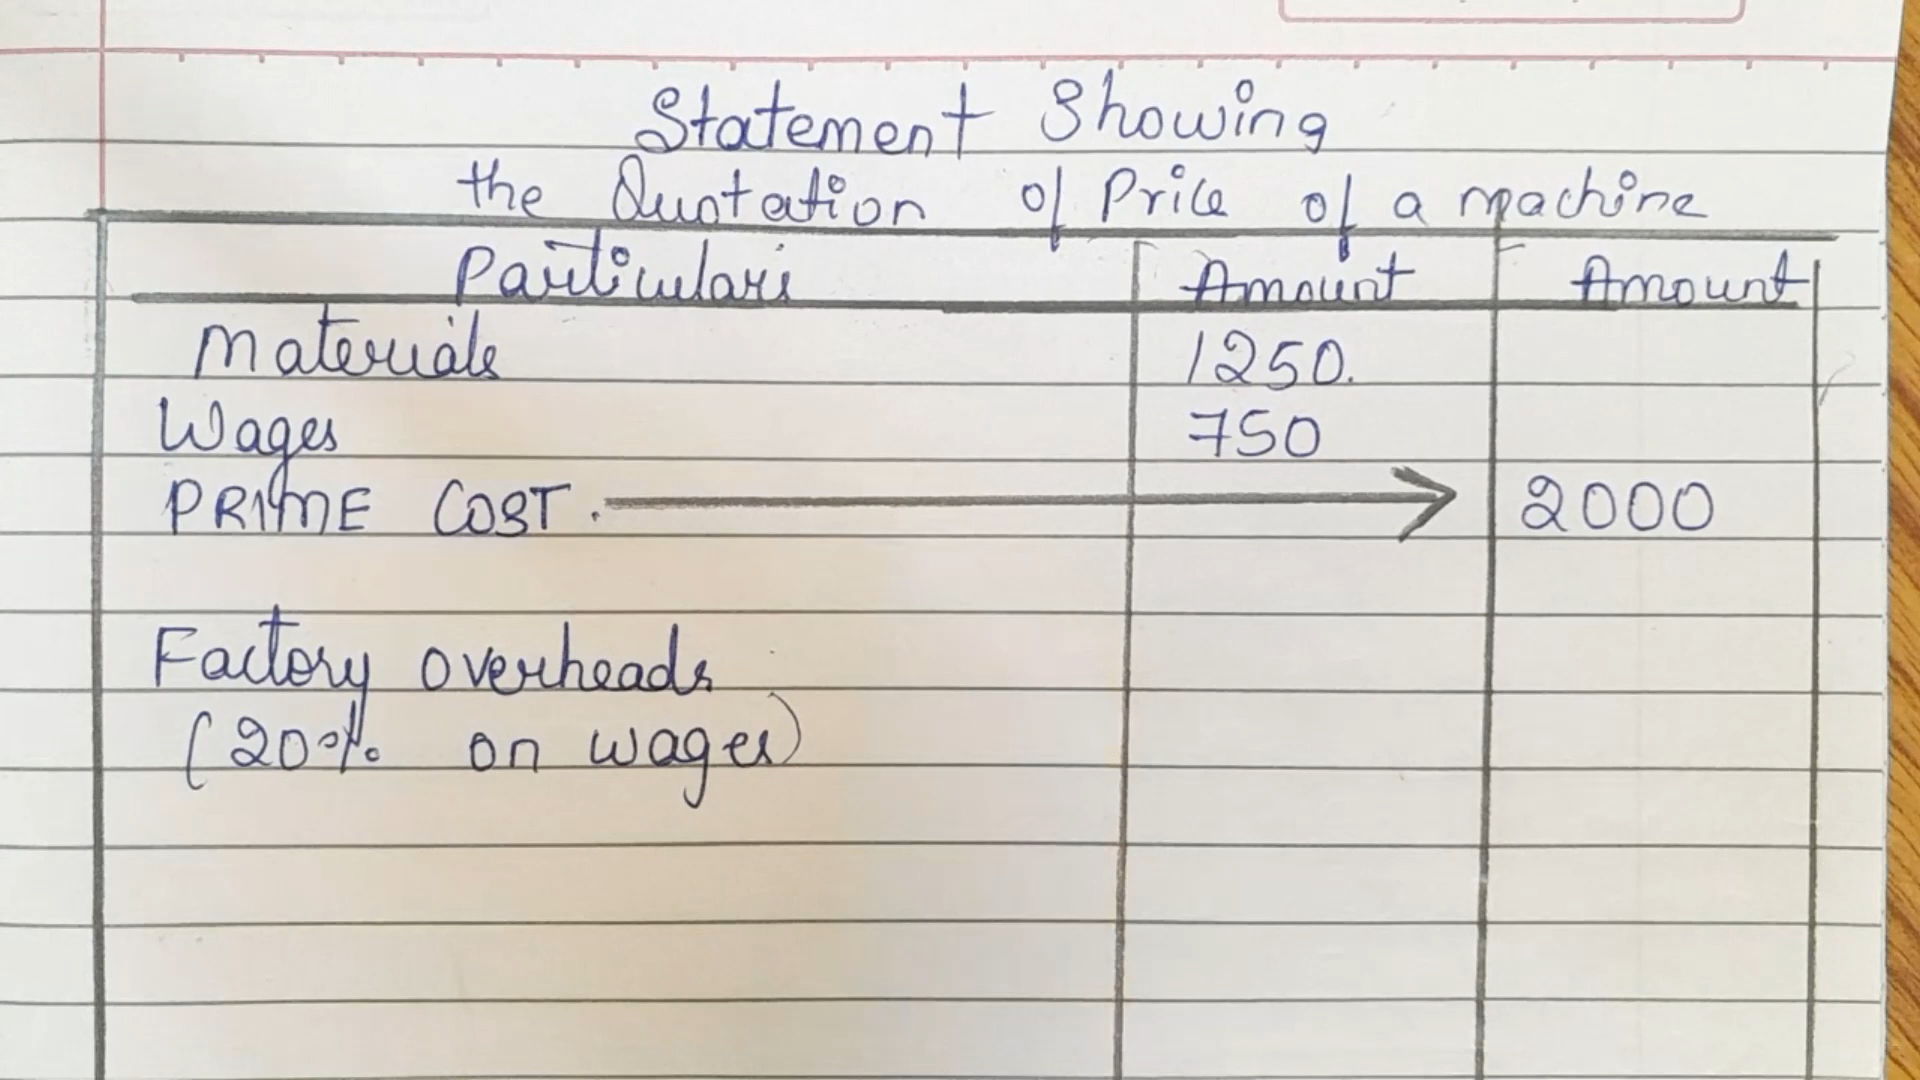 Statement Showing
the Quotation of Price of a machine
Particulars Amount Amount
Materials 1250.
Wages 750
PRIME COST. 2000
Factory overheads
(20% on wages)